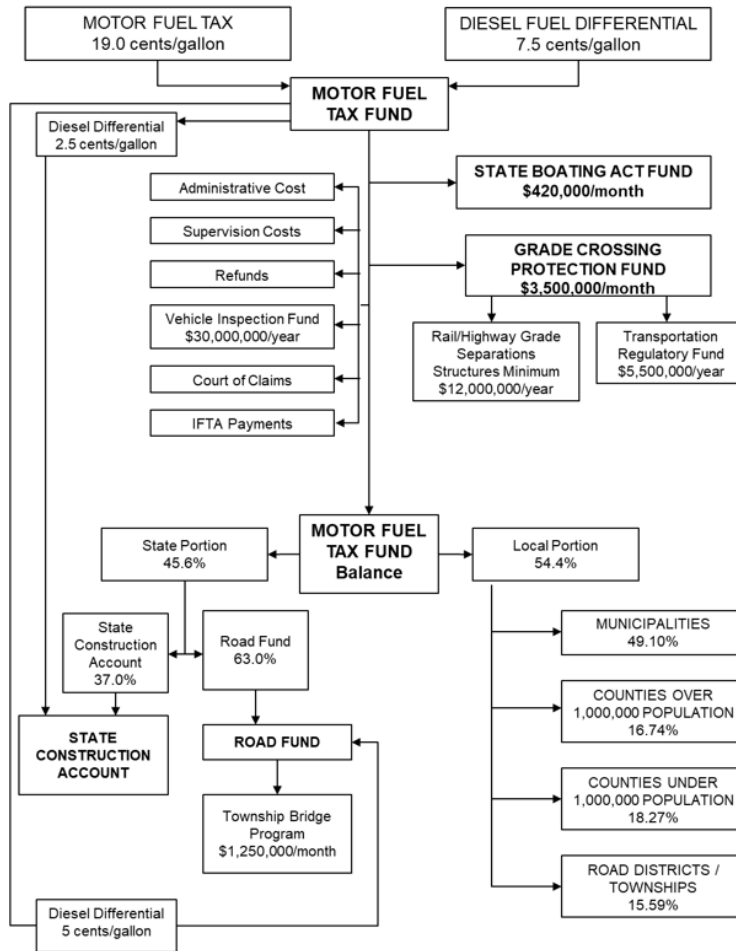 MOTOR FUEL TAX
19.0 cents/gallon
DIESEL FUEL DIFFERENTIAL
7.5 cents/gallon
MOTOR FUEL
TAX FUND
Diesel Differential
2.5 cents/gallon
STATE BOATING ACT FUND
$420,000/month
Administrative Cost
Supervision Costs
Refunds
Vehicle Inspection Fund
$30,000,000/year
Court of Claims
IFTA Payments
GRADE CROSSING
PROTECTION FUND
$3,500,000/month
Rail/Highway Grade
Separations
Structures Minimum
$12,000,000/year
Transportation
Regulatory Fund
$5,500,000/year
MOTOR FUEL
TAX FUND
Balance
State Portion
45.6%
Local Portion
54.4%
State
Construction
Account
37.0%
Road Fund
63.0%
STATE
CONSTRUCTION
ACCOUNT
ROAD FUND
Township Bridge
Program
$1,250,000/month
MUNICIPALITIES
49.10%
COUNTIES OVER
1,000,000 POPULATION
16.74%
COUNTIES UNDER
1,000,000 POPULATION
18.27%
ROAD DISTRICTS /
TOWNSHIPS
15.59%
Diesel Differential
5 cents/gallon